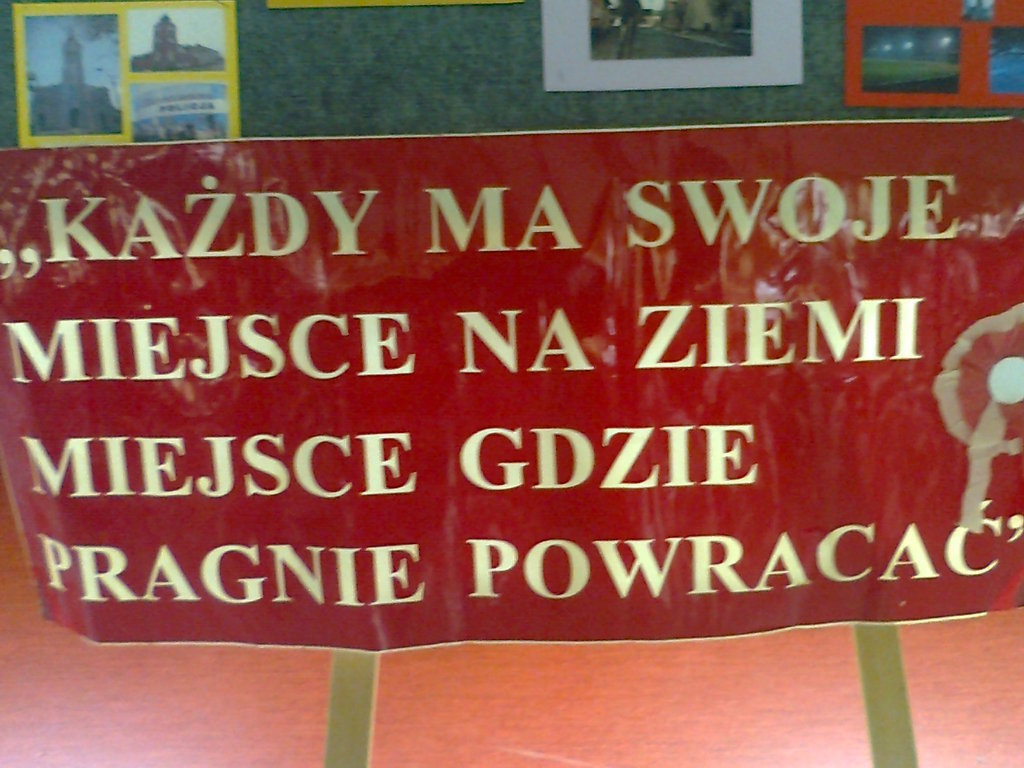 „KAŻDY MA SWOJE
MIEJSCE NA ZIEMI
MIEJSCE GDZIE
PRAGNIE POWRACAĆ”